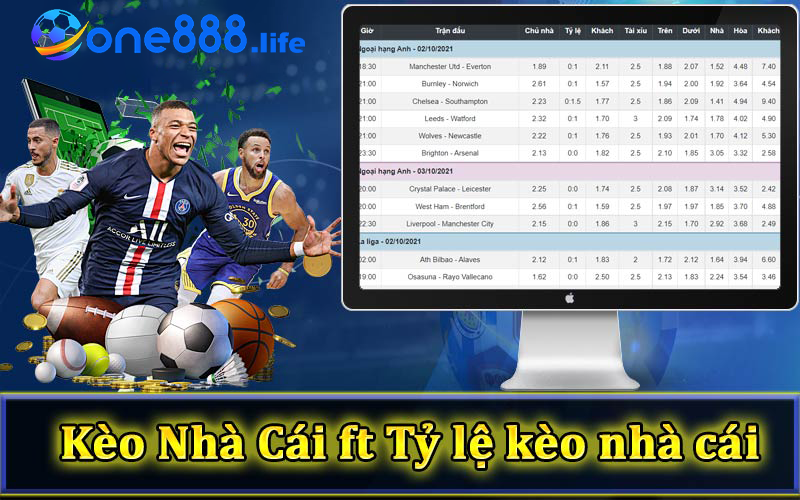 one888.life
Giờ Trận đấu Chủ nhà Tỷ lệ Khách Tài xỉu Trên Dưới Nhà Hòa Khách
Ngoại hạng Anh - 02/10/2021
18:30 Manchester Utd - Everton 1.89 0:1 2.11 2.5 1.88 2.07 1.52 4.48 7.40
21:00 Burnley - Norwich 2.61 0:1 1.57 2.5 1.94 2.00 1.92 3.64 4.54
21:00 Chelsea - Southampton 2.23 0:1.5 1.77 2.5 1.86 2.09 1.41 4.94 9.40
21:00 Leeds - Watford 2.32 0:1 1.70 3 2.09 1.74 1.78 4.02 4.90
21:00 Wolves - Newcastle 2.22 0:1 1.76 2.5 1.93 2.01 1.70 4.12 5.30
23:30 Brighton - Arsenal 2.13 0:0 1.82 2.5 2.10 1.85 3.05 3.32 2.58
Ngoại hạng Anh - 03/10/2021
20:00 Crystal Palace - Leicester 2.25 0:0 1.74 2.5 2.08 1.87 3.14 3.52 2.42
20:00 West Ham - Brentford 2.56 0:1 1.59 2.5 1.97 1.97 1.85 3.70 4.88
22:30 Liverpool - Manchester City 2.15 0:0 1.86 3 2.15 1.70 2.92 3.68 2.49
La liga - 02/10/2021
02:00 Ath Bilbao - Alaves 2.12 0:1 1.83 2 1.72 2.12 1.64 3.94 6.60
19:00 Osasuna - Rayo Vallecano 1.62 0:0 2.50 2.5 2.13 1.83 2.24 3.54 3.46
ALL
ACCOR LIVE LIMITLESS
30
Kèo Nhà Cái ft Tỷ lệ kèo nhà cái